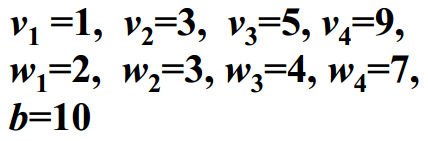 v₁ =1, v₂=3, v₃=5, v₄=9,
w₁=2, w₂=3, w₃=4, w₄=7,
b=10